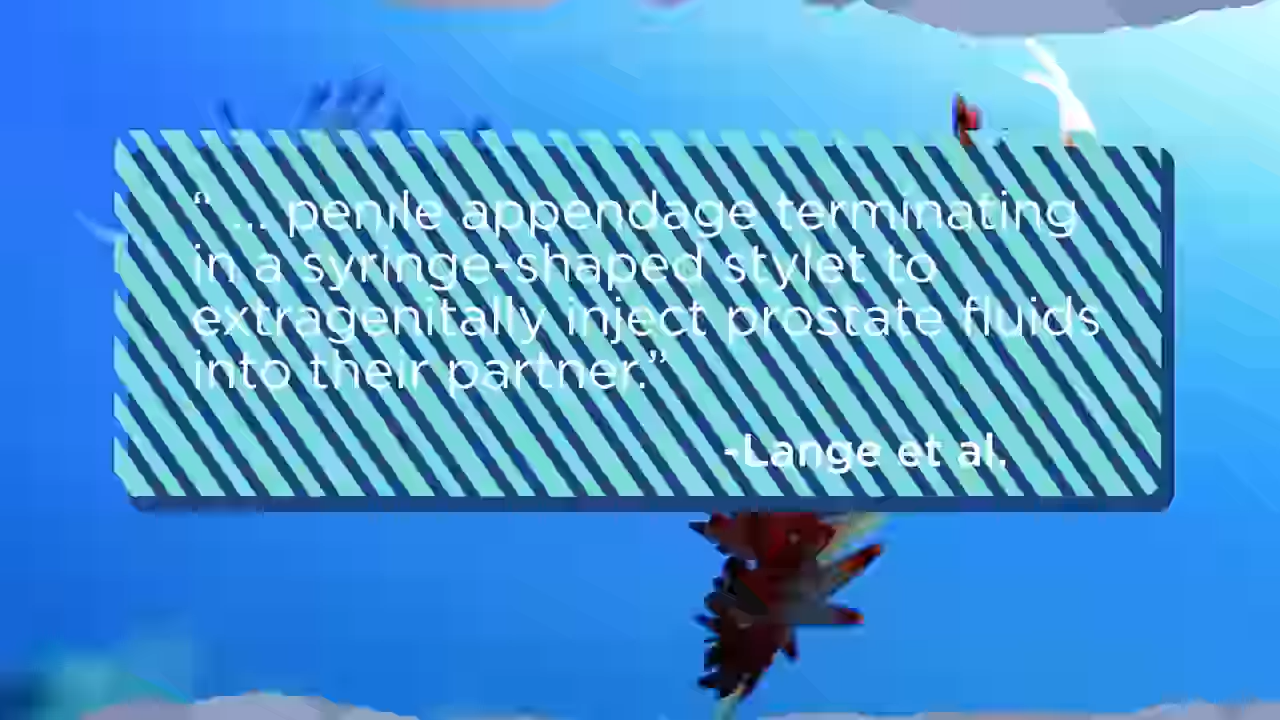 “ ... penile appendage terminating
in a syringe-shaped stylet to
extragenitally inject prostate fluids
into their partner.”
-Lange et al.